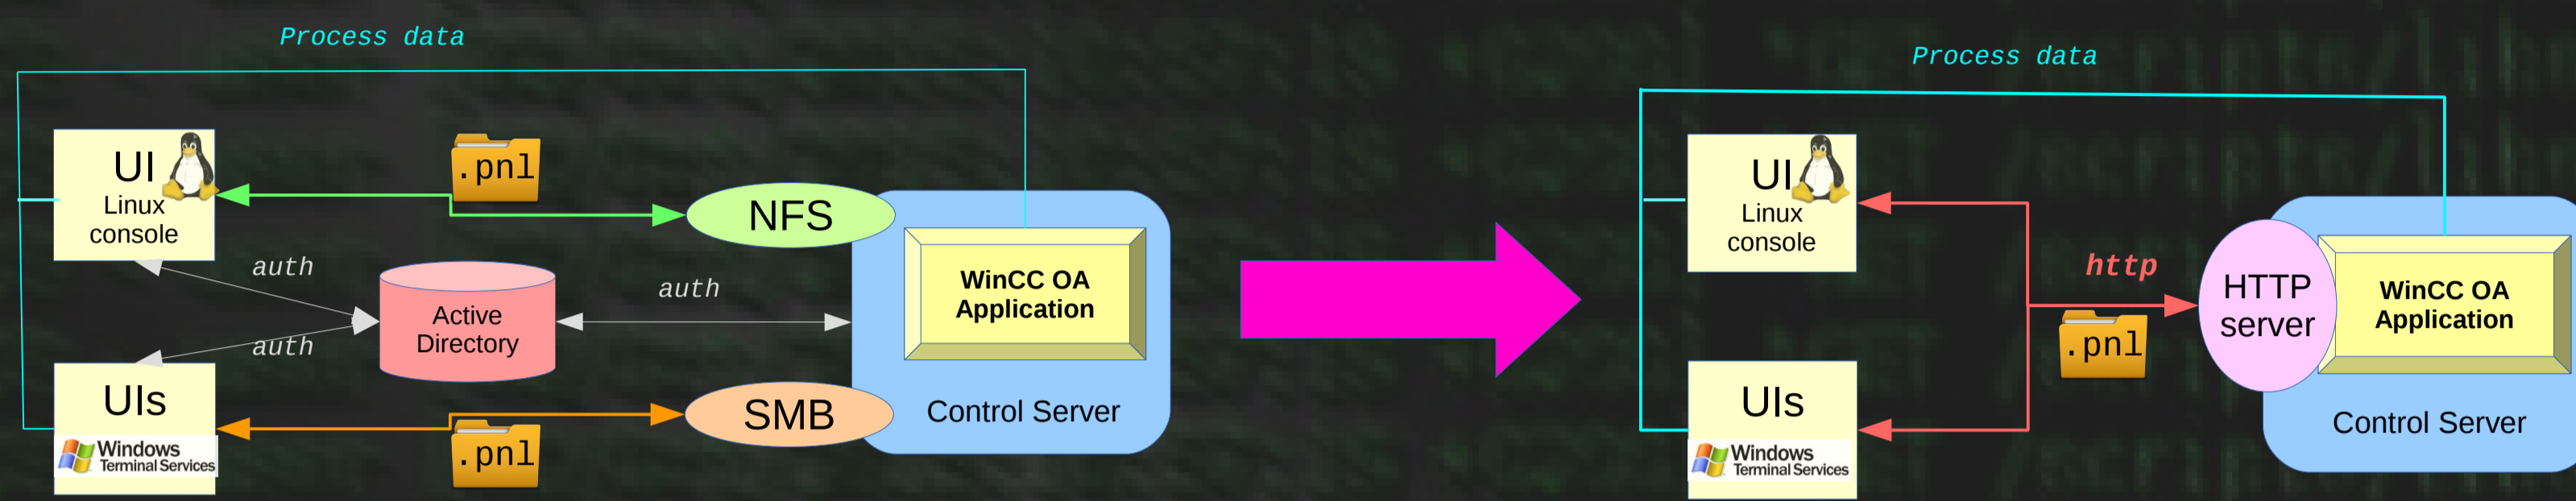 Process data
UI
Linux
console
.pnl
NFS
auth
Active
Directory
auth
auth
WinCC OA
Application
Control Server
UIs
Windows
Terminal Services
.pnl
SMB
Process data
UI
Linux
console
http
.pnl
HTTP
server
WinCC OA
Application
Control Server
UIs
Windows
Terminal Services